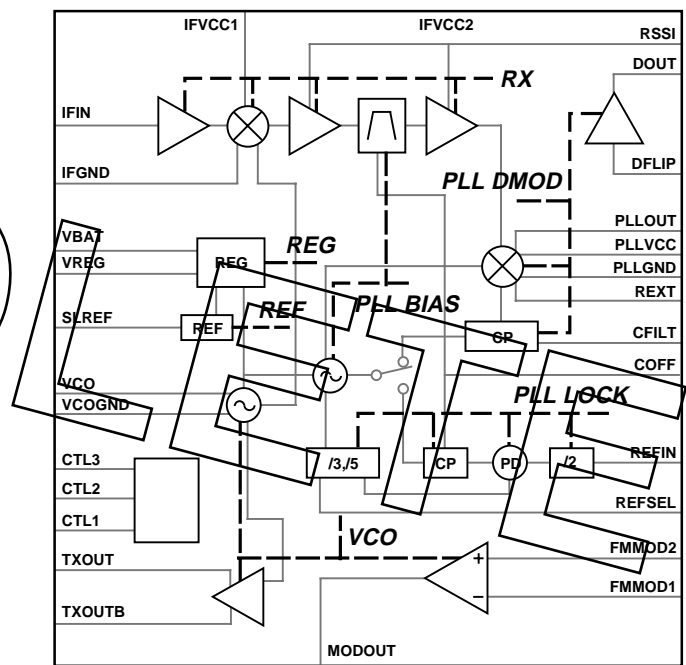 IFVCC1
IFVCC2
RSSI
DOUT
RX
IFIN
DFLIP
IFGND
PLL DMOD
PLLOUT
VBAT
REG
PLLVCC
VREG
REG
PLLGND
REXT
SLREF
REF
REF
PLL BIAS
CP
CFILT
COFF
VCO
PLL LOCK
VCOGND
CTL3
/3,/5
CP
PD
/2
REFIN
CTL2
REFSEL
CTL1
VCO
FMMOD2
TXOUT
+
FMMOD1
−
TXOUTB
MODOUT